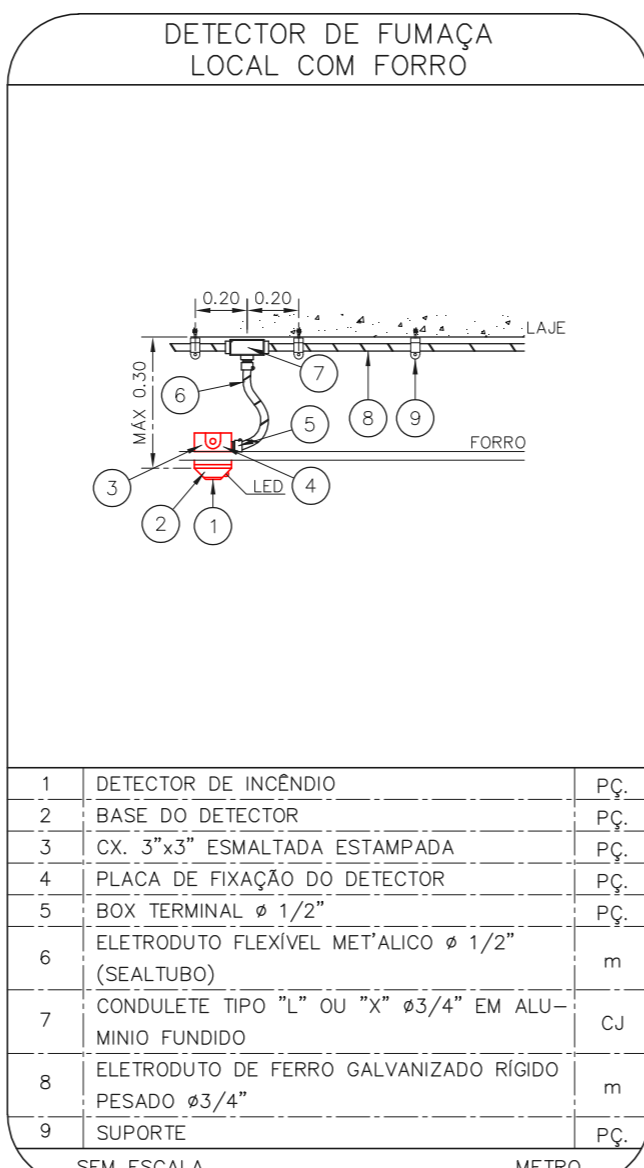 DETECTOR DE FUMAÇA
LOCAL COM FORRO
0.20 0.20
LAJE
MÁX 0.30
7
6
8
9
5
FORRO
3
LED
4
2
1
1 DETECTOR DE INCÊNDIO PÇ.
2 BASE DO DETECTOR PÇ.
3 CX. 3"x3" ESMALTADA ESTAMPADA PÇ.
4 PLACA DE FIXAÇÃO DO DETECTOR PÇ.
5 BOX TERMINAL ø 1/2" PÇ.
6 ELETRODUTO FLEXÍVEL MET'ALICO ø 1/2"
(SEALTUBO) m
7 CONDULETE TIPO "L" OU "X" ø3/4" EM ALU-
MINIO FUNDIDO CJ
8 ELETRODUTO DE FERRO GALVANIZADO RÍGIDO
PESADO ø3/4" m
9 SUPORTE PÇ.
SEM ESCALA METRO